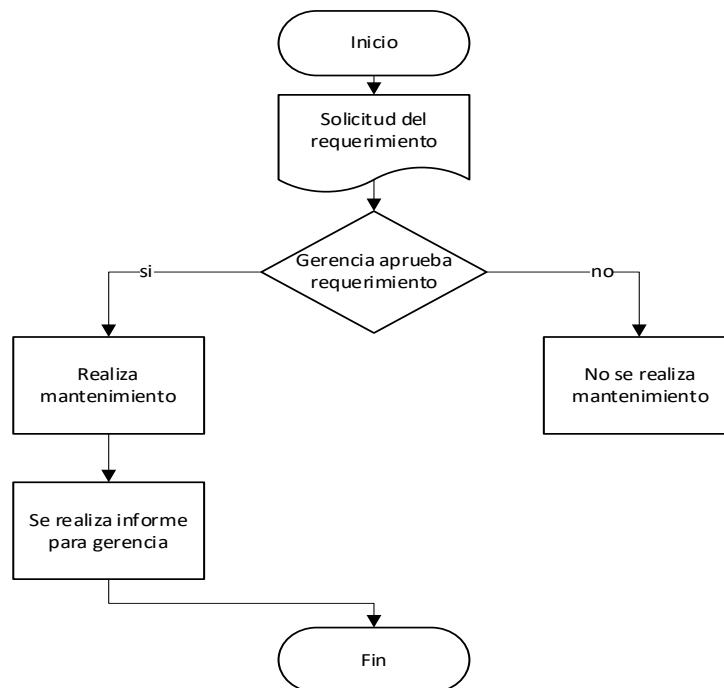 Inicio
Solicitud del
requerimiento
Gerencia aprueba
requerimiento
si
no
Realiza
mantenimiento
No se realiza
mantenimiento
Se realiza informe
para gerencia
Fin